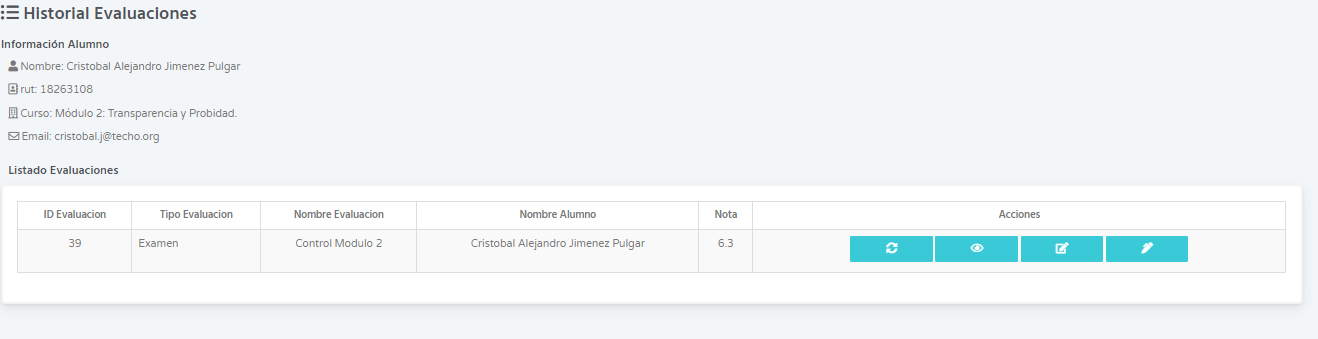 Historial Evaluaciones
Información Alumno
Nombre: Cristobal Alejandro Jimenez Pulgar
rut: 18263108
Curso: Módulo 2: Transparencia y Probidad.
Email: cristobal.j@techo.org
Listado Evaluaciones
ID Evaluacion Tipo Evaluacion Nombre Evaluacion Nombre Alumno Nota Acciones
39 Examen Control Modulo 2 Cristobal Alejandro Jimenez Pulgar 6.3